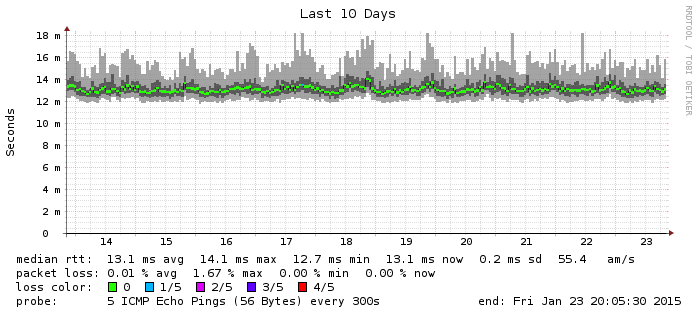 Last 10 Days
RRDTOOL / TOBI OETIKER
Seconds
18 m
16 m
14 m
12 m
10 m
8 m
6 m
4 m
2 m
0
14 15 16 17 18 19 20 21 22 23
median rtt: 13.1 ms avg 14.1 ms max 12.7 ms min 13.1 ms now 0.2 ms sd 55.4 am/s
packet loss: 0.01 % avg 1.67 % max 0.00 % min 0.00 % now
loss color: 0 1/5 2/5 3/5 4/5
probe: 5 ICMP Echo Pings (56 Bytes) every 300s end: Fri Jan 23 20:05:30 2015